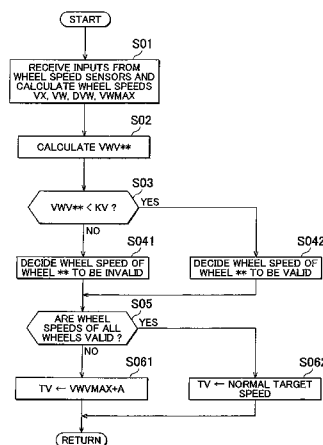 START
S01
RECEIVE INPUTS FROM
WHEEL SPEED SENSORS AND
CALCULATE WHEEL SPEEDS
VX, VW, DVW, VWMAX
S02
CALCULATE VWV**
S03
VWV** < KV ?
YES
NO
S041
DECIDE WHEEL SPEED OF
WHEEL ** TO BE INVALID
S042
DECIDE WHEEL SPEED OF
WHEEL ** TO BE VALID
S05
ARE WHEEL
SPEEDS OF ALL
WHEELS VALID ?
YES
NO
S061
TV ← VWVMAX+A
S062
TV ← NORMAL TARGET
SPEED
RETURN